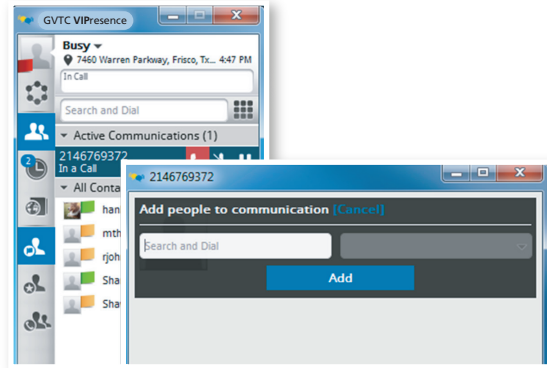 GVTC VIPresence
Busy
7460 Warren Parkway, Frisco, Tx... 4:47 PM
In Call
Search and Dial
Active Communications (1)
2146769372
In a Call
All Conta
han
mth
rjoh
Sha
Sha
2
2146769372
Add people to communication [Cancel]
Search and Dial
Add